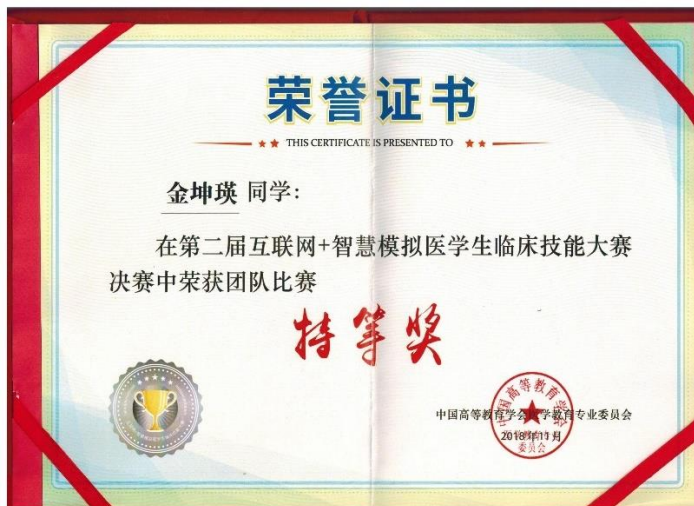 荣誉证书
THIS CERTIFICATE IS PRESENTED TO
金坤瑛 同学：
在第二届互联网+智慧模拟医学生临床技能大赛
决赛中荣获团队比赛
特等奖
中国高等教育学会医学教育专业委员会
2018年11月